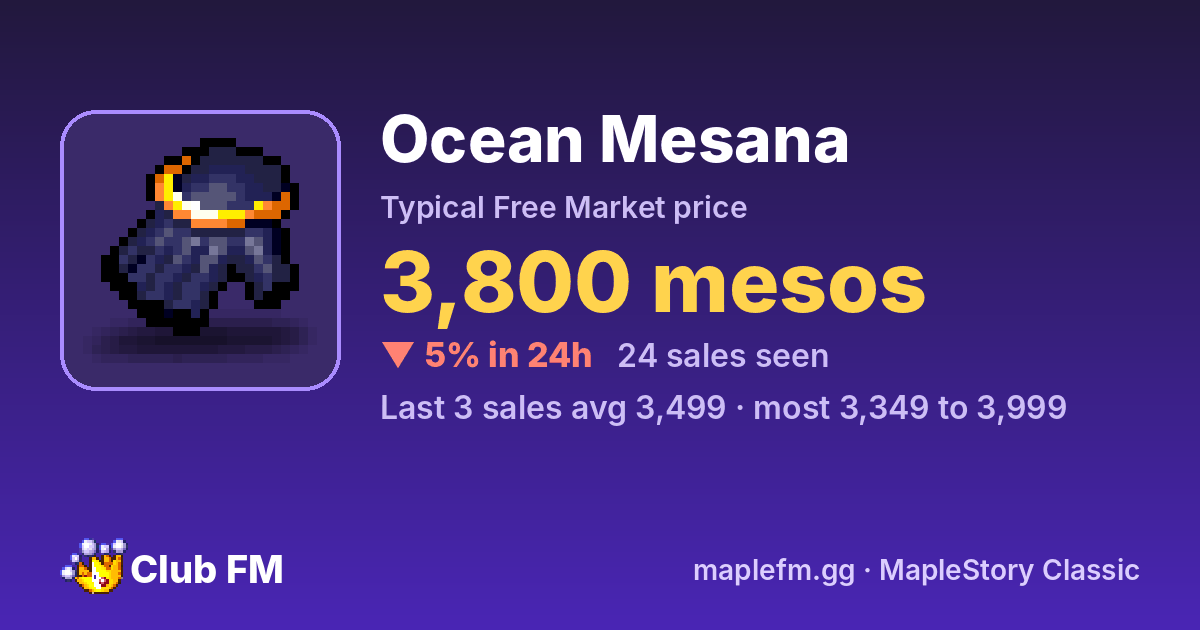 Ocean Mesana
Typical Free Market price
3,800 mesos
▼ 5% in 24h 24 sales seen
Last 3 sales avg 3,499 · most 3,349 to 3,999
Club FM
maplefm.gg · MapleStory Classic